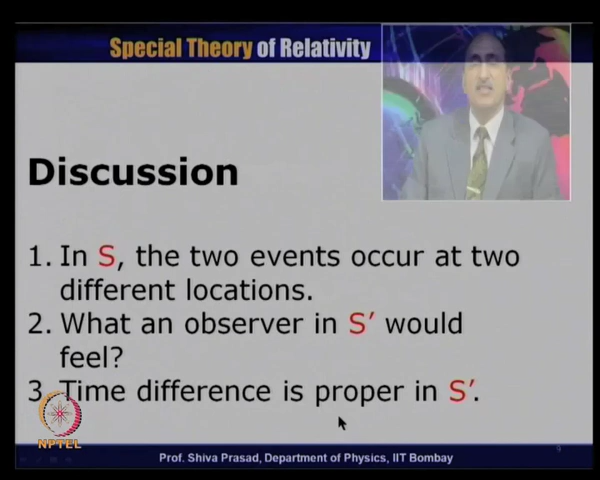 Special Theory of Relativity
Discussion
1. In S, the two events occur at two
different locations.
2. What an observer in S′ would
feel?
3. Time difference is proper in S′.
NPTEL
Prof. Shiva Prasad, Department of Physics, IIT Bombay